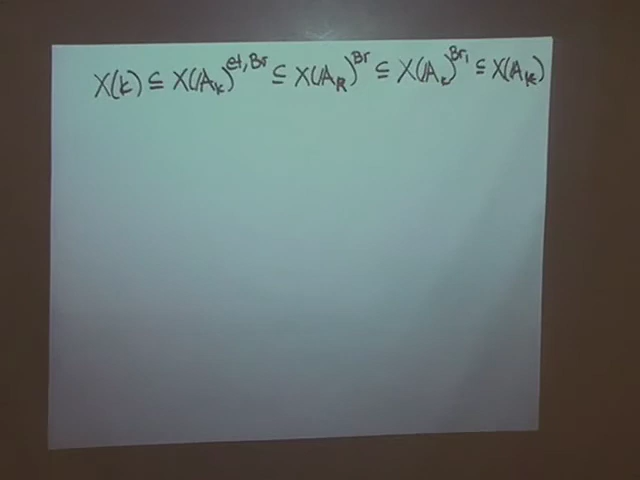 X(k) ⊆ X(𝔸_k)^{et,Br} ⊆ X(𝔸_k)^{Br} ⊆ X(𝔸_k)^{Br_1} ⊆ X(𝔸_k)